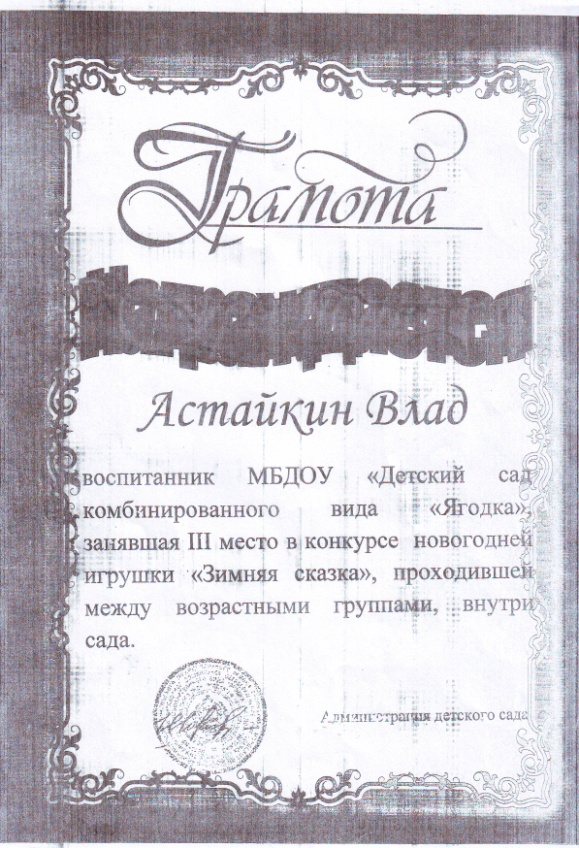 Грамота
Награждается
Астайкин Влад
воспитанник МБДОУ «Детский сад
комбинированного вида «Ягодка»,
занявшая III место в конкурсе новогодней
игрушки «Зимняя сказка», проходившей
между возрастными группами, внутри
сада.
Администрация детского сада